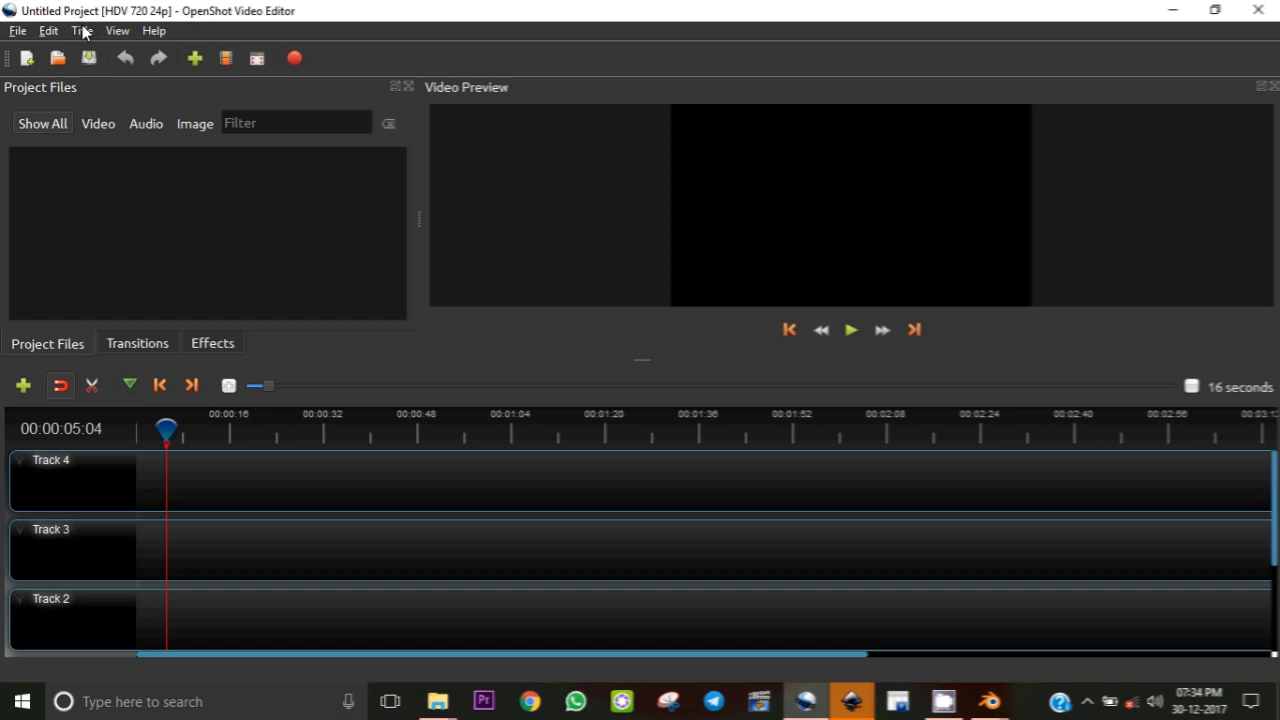 Untitled Project [HDV 720 24p] - OpenShot Video Editor
File Edit Title View Help
Project Files
Video Preview
Show All Video Audio Image Filter
Project Files Transitions Effects
16 seconds
00:00:05:04
00:00:16 00:00:32 00:00:48 00:01:04 00:01:20 00:01:36 00:01:52 00:02:08 00:02:24 00:02:40 00:02:56
Track 4
Track 3
Track 2
Type here to search
Pr
07:34 PM
30-12-2017